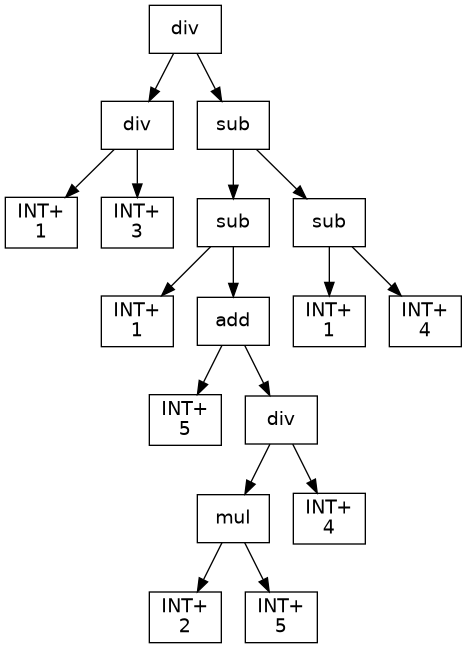 div
div
sub
INT+
1
INT+
3
sub
sub
INT+
1
add
INT+
1
INT+
4
INT+
5
div
mul
INT+
4
INT+
2
INT+
5